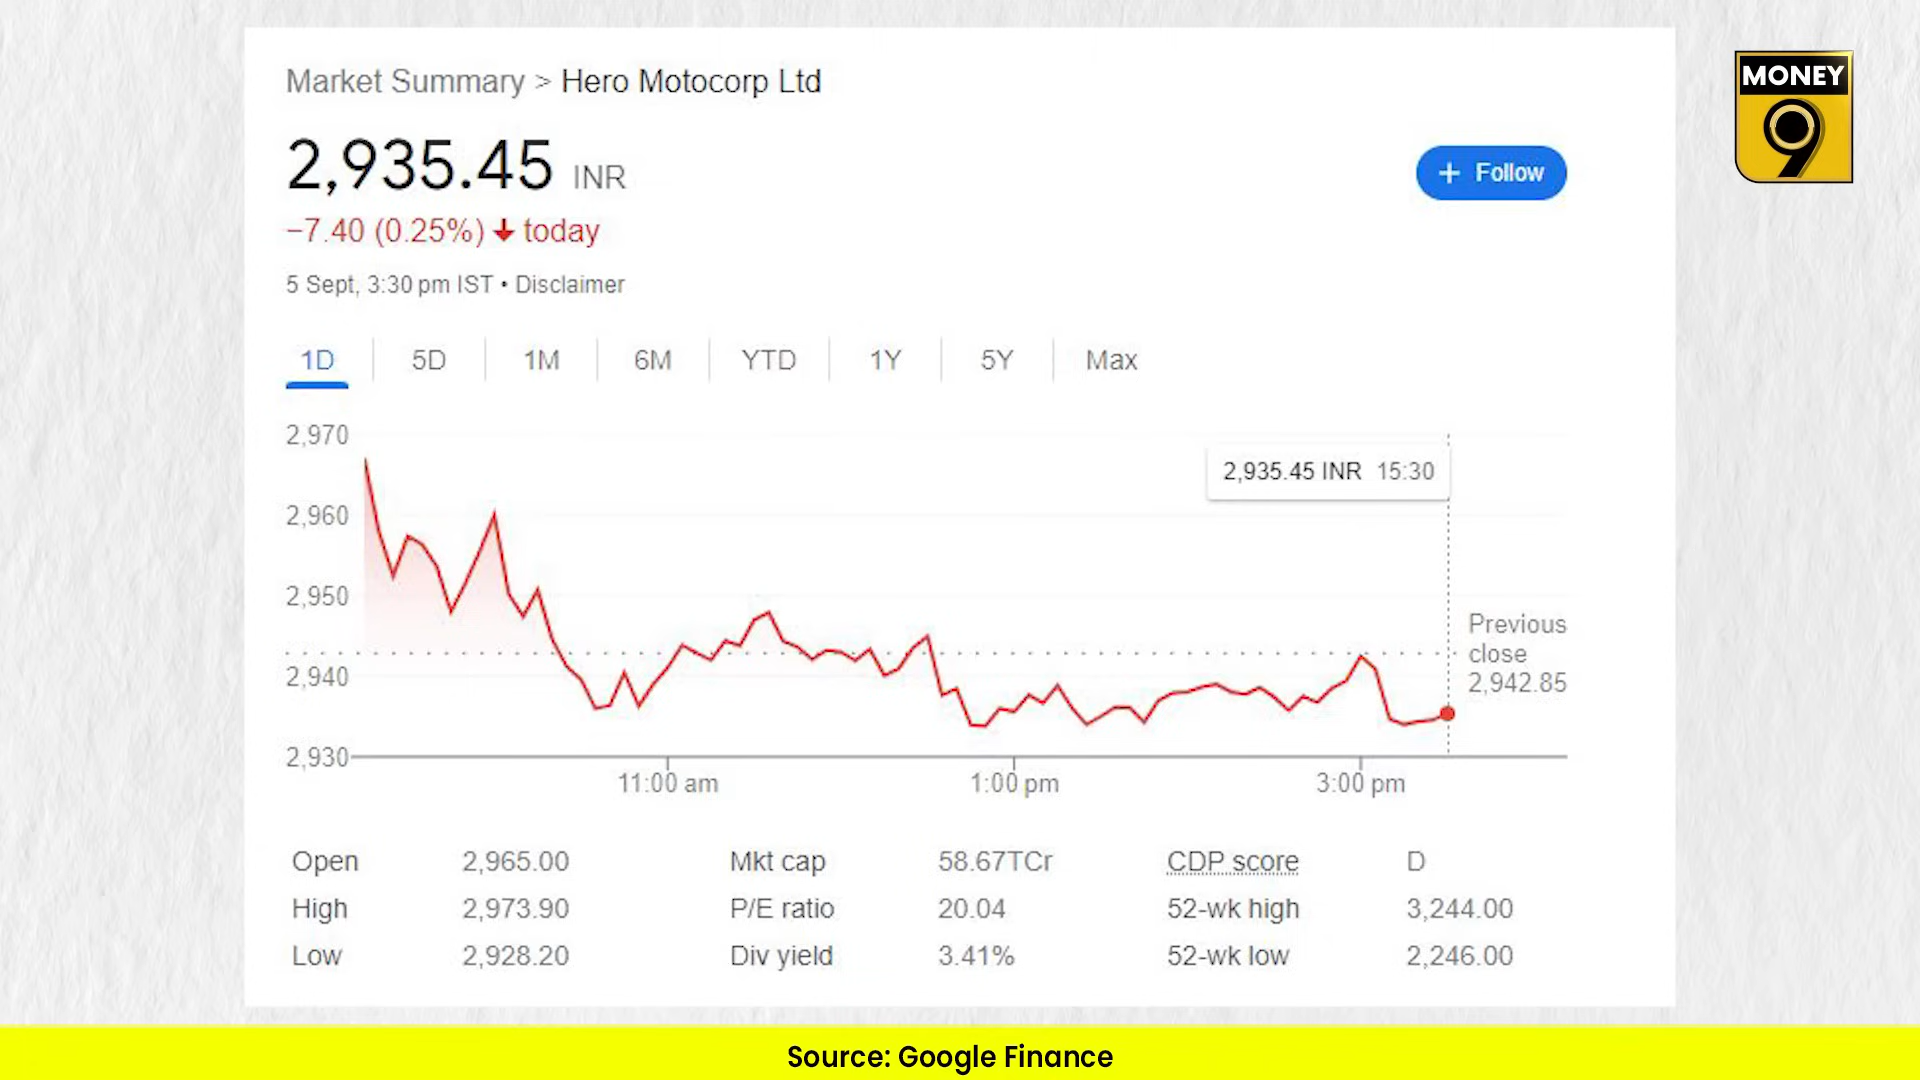 MONEY
9
Market Summary > Hero Motocorp Ltd
2,935.45 INR
+ Follow
−7.40 (0.25%) ↓ today
5 Sept, 3:30 pm IST • Disclaimer
1D 5D 1M 6M YTD 1Y 5Y Max
2,970
2,935.45 INR 15:30
2,960
2,950
Previous
close
2,942.85
2,940
2,930
11:00 am 1:00 pm 3:00 pm
Open 2,965.00 Mkt cap 58.67TCr CDP score D
High 2,973.90 P/E ratio 20.04 52-wk high 3,244.00
Low 2,928.20 Div yield 3.41% 52-wk low 2,246.00
Source: Google Finance